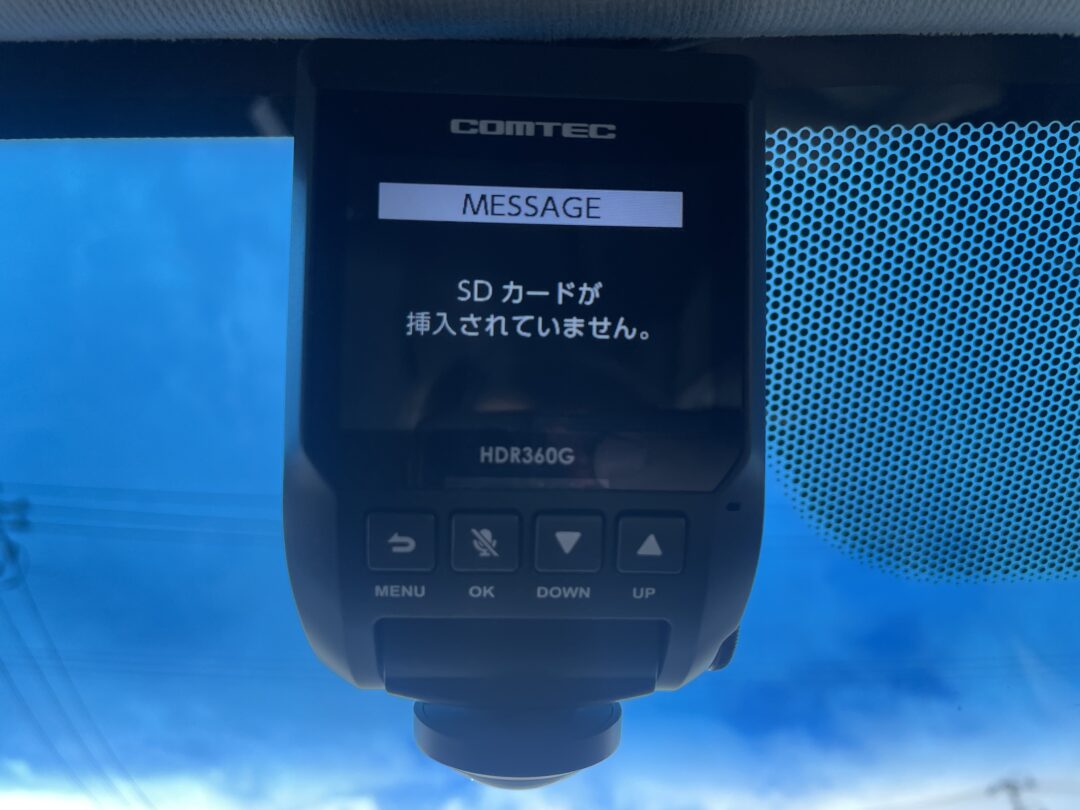 COMTEC
MESSAGE
SD カードが
挿入されていません。
HDR360G
MENU OK DOWN UP